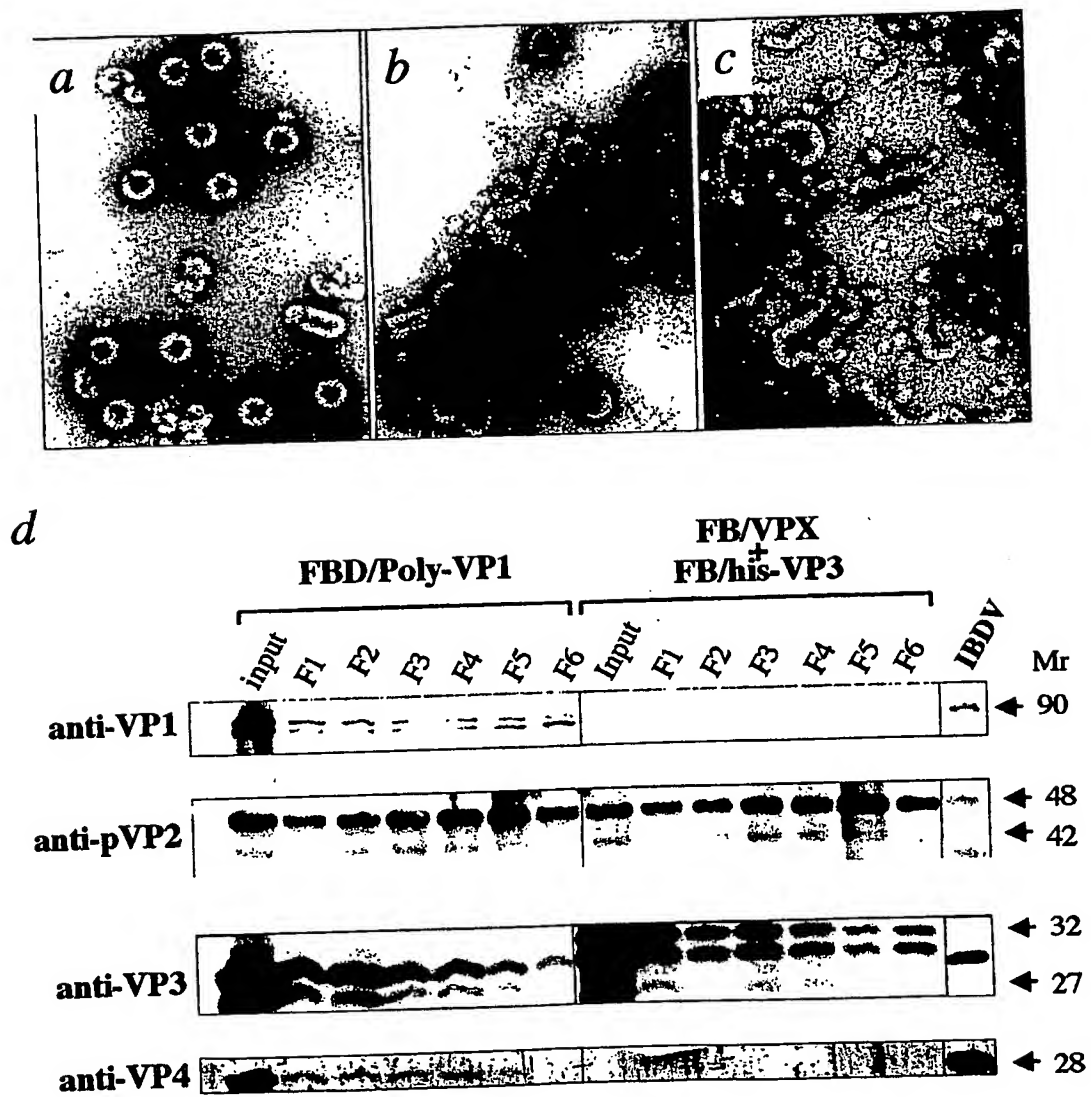 a b c
d
FBD/Poly-VP1
FB/VPX
+
FB/his-VP3
input F1 F2 F3 F4 F5 F6 Input F1 F2 F3 F4 F5 F6 IBDV Mr
anti-VP1 90
anti-pVP2 48
42
anti-VP3 32
27
anti-VP4 28